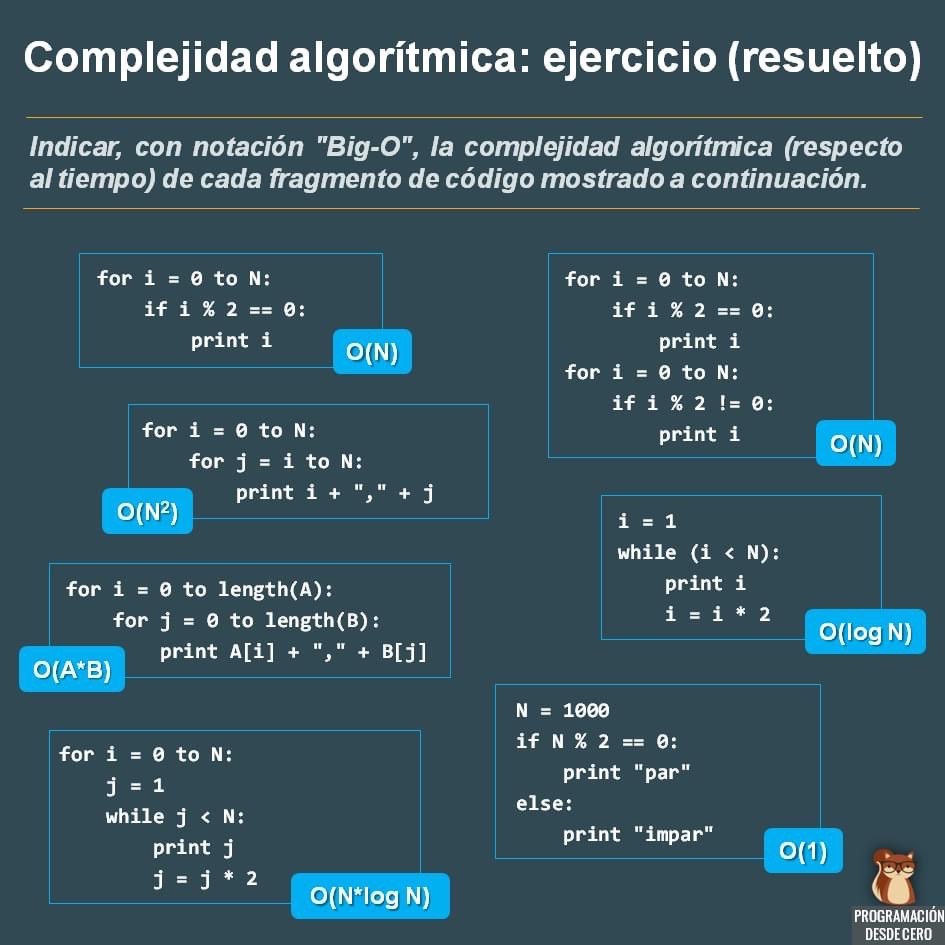 Complejidad algorítmica: ejercicio (resuelto)
Indicar, con notación "Big-O", la complejidad algorítmica (respecto
al tiempo) de cada fragmento de código mostrado a continuación.
for i = 0 to N:
    if i % 2 == 0:
        print i
O(N)
for i = 0 to N:
    for j = i to N:
        print i + "," + j
O(N²)
for i = 0 to length(A):
    for j = 0 to length(B):
        print A[i] + "," + B[j]
O(A*B)
for i = 0 to N:
    j = 1
    while j < N:
        print j
        j = j * 2
O(N*log N)
for i = 0 to N:
    if i % 2 == 0:
        print i
for i = 0 to N:
    if i % 2 != 0:
        print i
O(N)
i = 1
while (i < N):
    print i
    i = i * 2
O(log N)
N = 1000
if N % 2 == 0:
    print "par"
else:
    print "impar"
O(1)
PROGRAMACIÓN
DESDE CERO